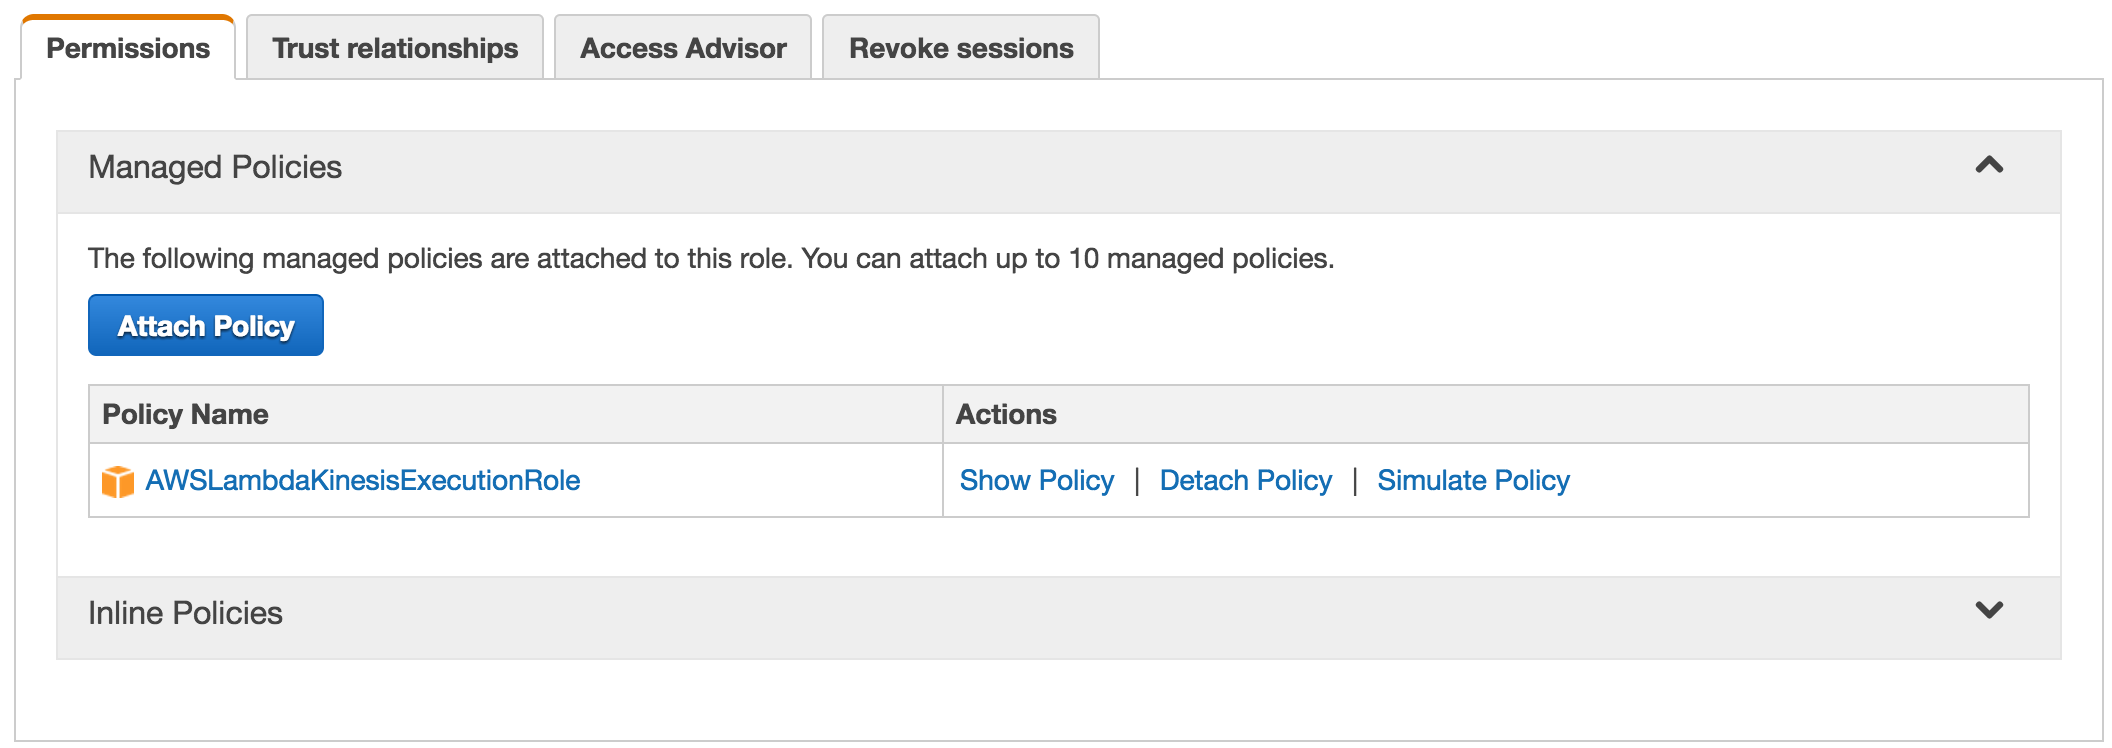 Permissions Trust relationships Access Advisor Revoke sessions
Managed Policies
The following managed policies are attached to this role. You can attach up to 10 managed policies.
Attach Policy
Policy Name Actions
AWSLambdaKinesisExecutionRole Show Policy | Detach Policy | Simulate Policy
Inline Policies